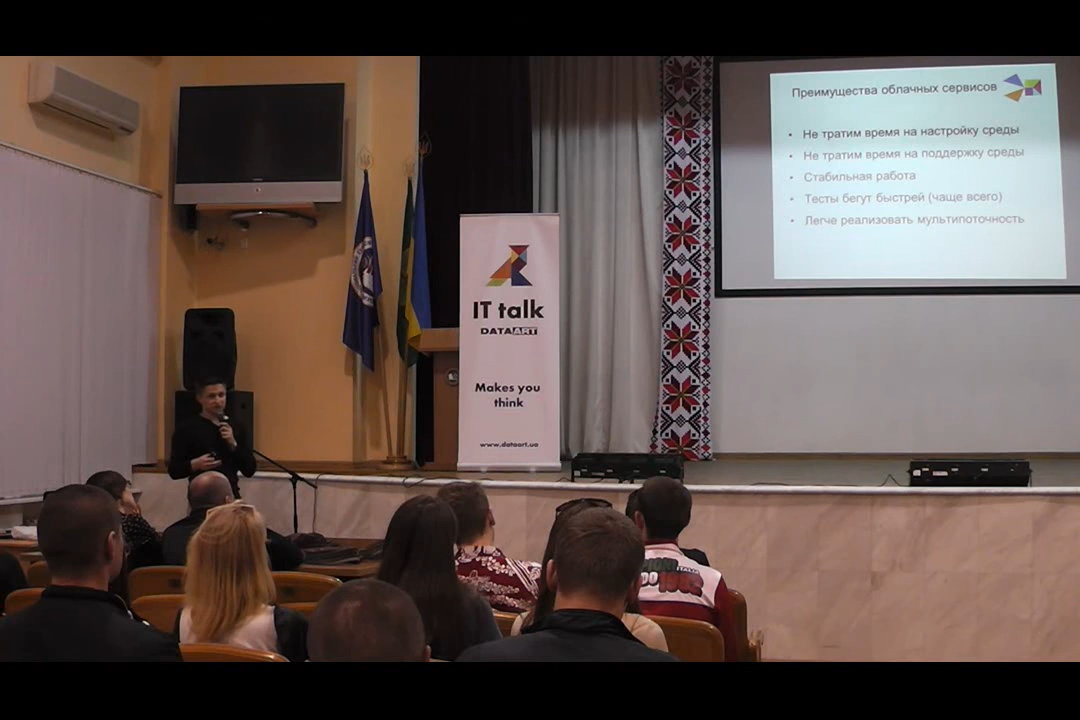 Преимущества облачных сервисов
• Не тратим время на настройку среды
• Не тратим время на поддержку среды
• Стабильная работа
• Тесты бегут быстрей (чаще всего)
• Легче реализовать мультипоточность
IT talk
DATAART
Makes you
think
www.dataart.ua